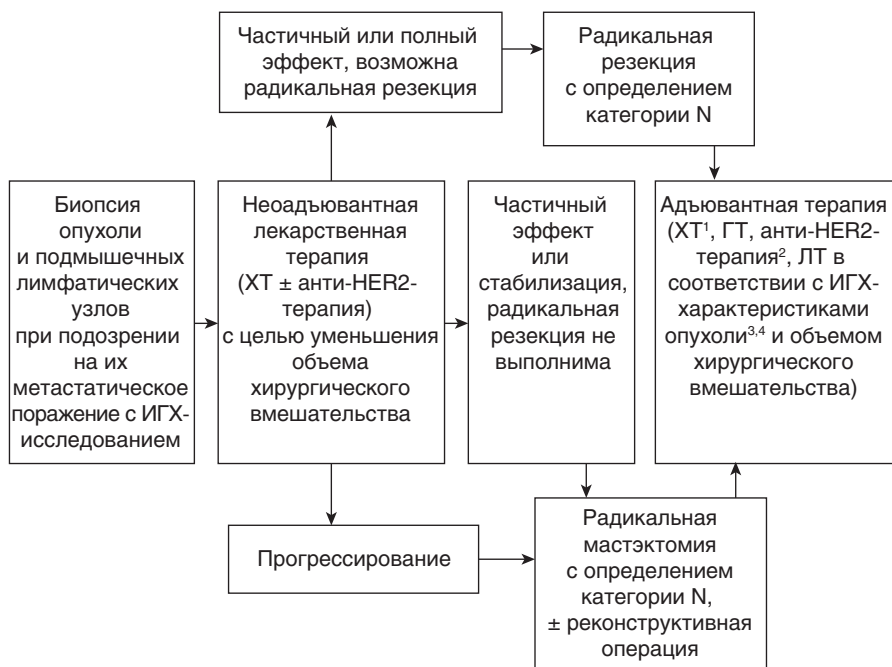 Частичный или полный
эффект, возможна
радикальная резекция
Радикальная
резекция
с определением
категории N
Биопсия
опухоли
и подмышечных
лимфатических
узлов
при подозрении
на их
метастатическое
поражение с ИГХ-
исследованием
Неоадъювантная
лекарственная
терапия
(ХТ ± анти-HER2-
терапия)
с целью уменьшения
объема
хирургического
вмешательства
Частичный
эффект
или
стабилизация,
радикальная
резекция не
выполнима
Адъювантная терапия
(ХТ¹, ГТ, анти-HER2-
терапия², ЛТ в
соответствии с ИГХ-
характеристиками
опухоли³,⁴ и объемом
хирургического
вмешательства)
Прогрессирование
Радикальная
мастэктомия
с определением
категории N,
± реконструктивная
операция